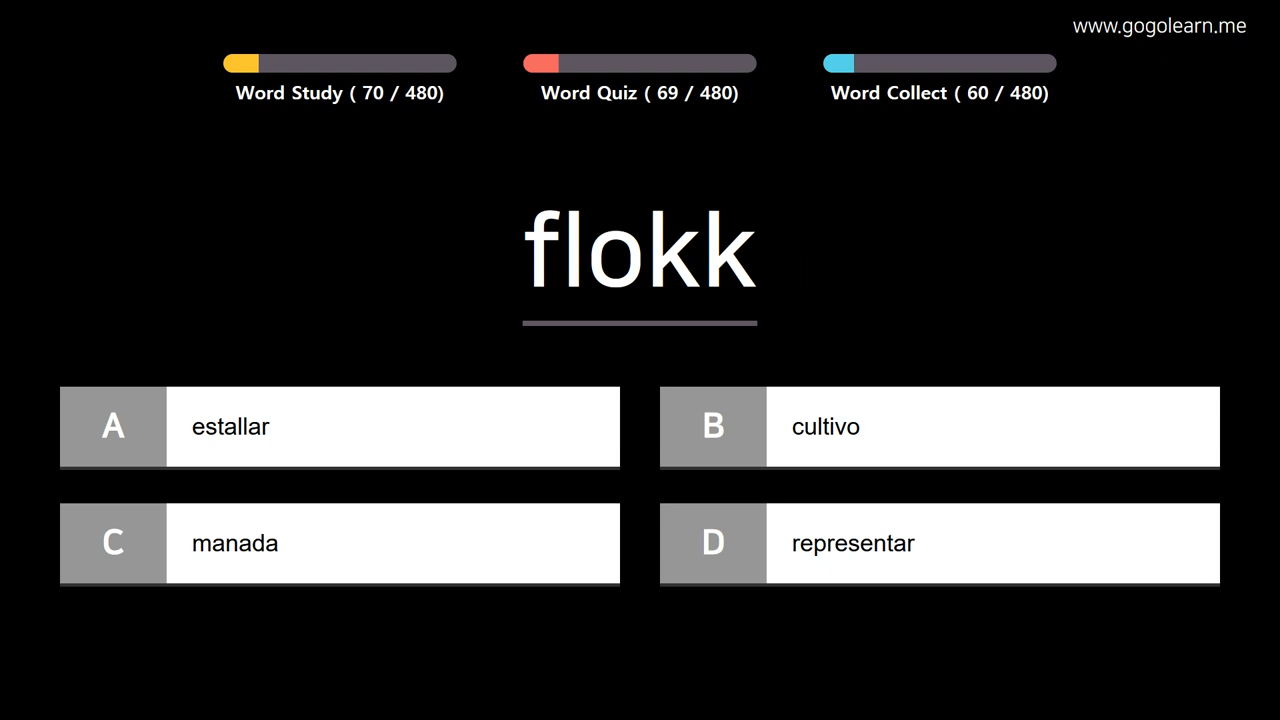 www.gogolearn.me
Word Study ( 70 / 480)
Word Quiz ( 69 / 480)
Word Collect ( 60 / 480)
flokk
A estallar
B cultivo
C manada
D representar